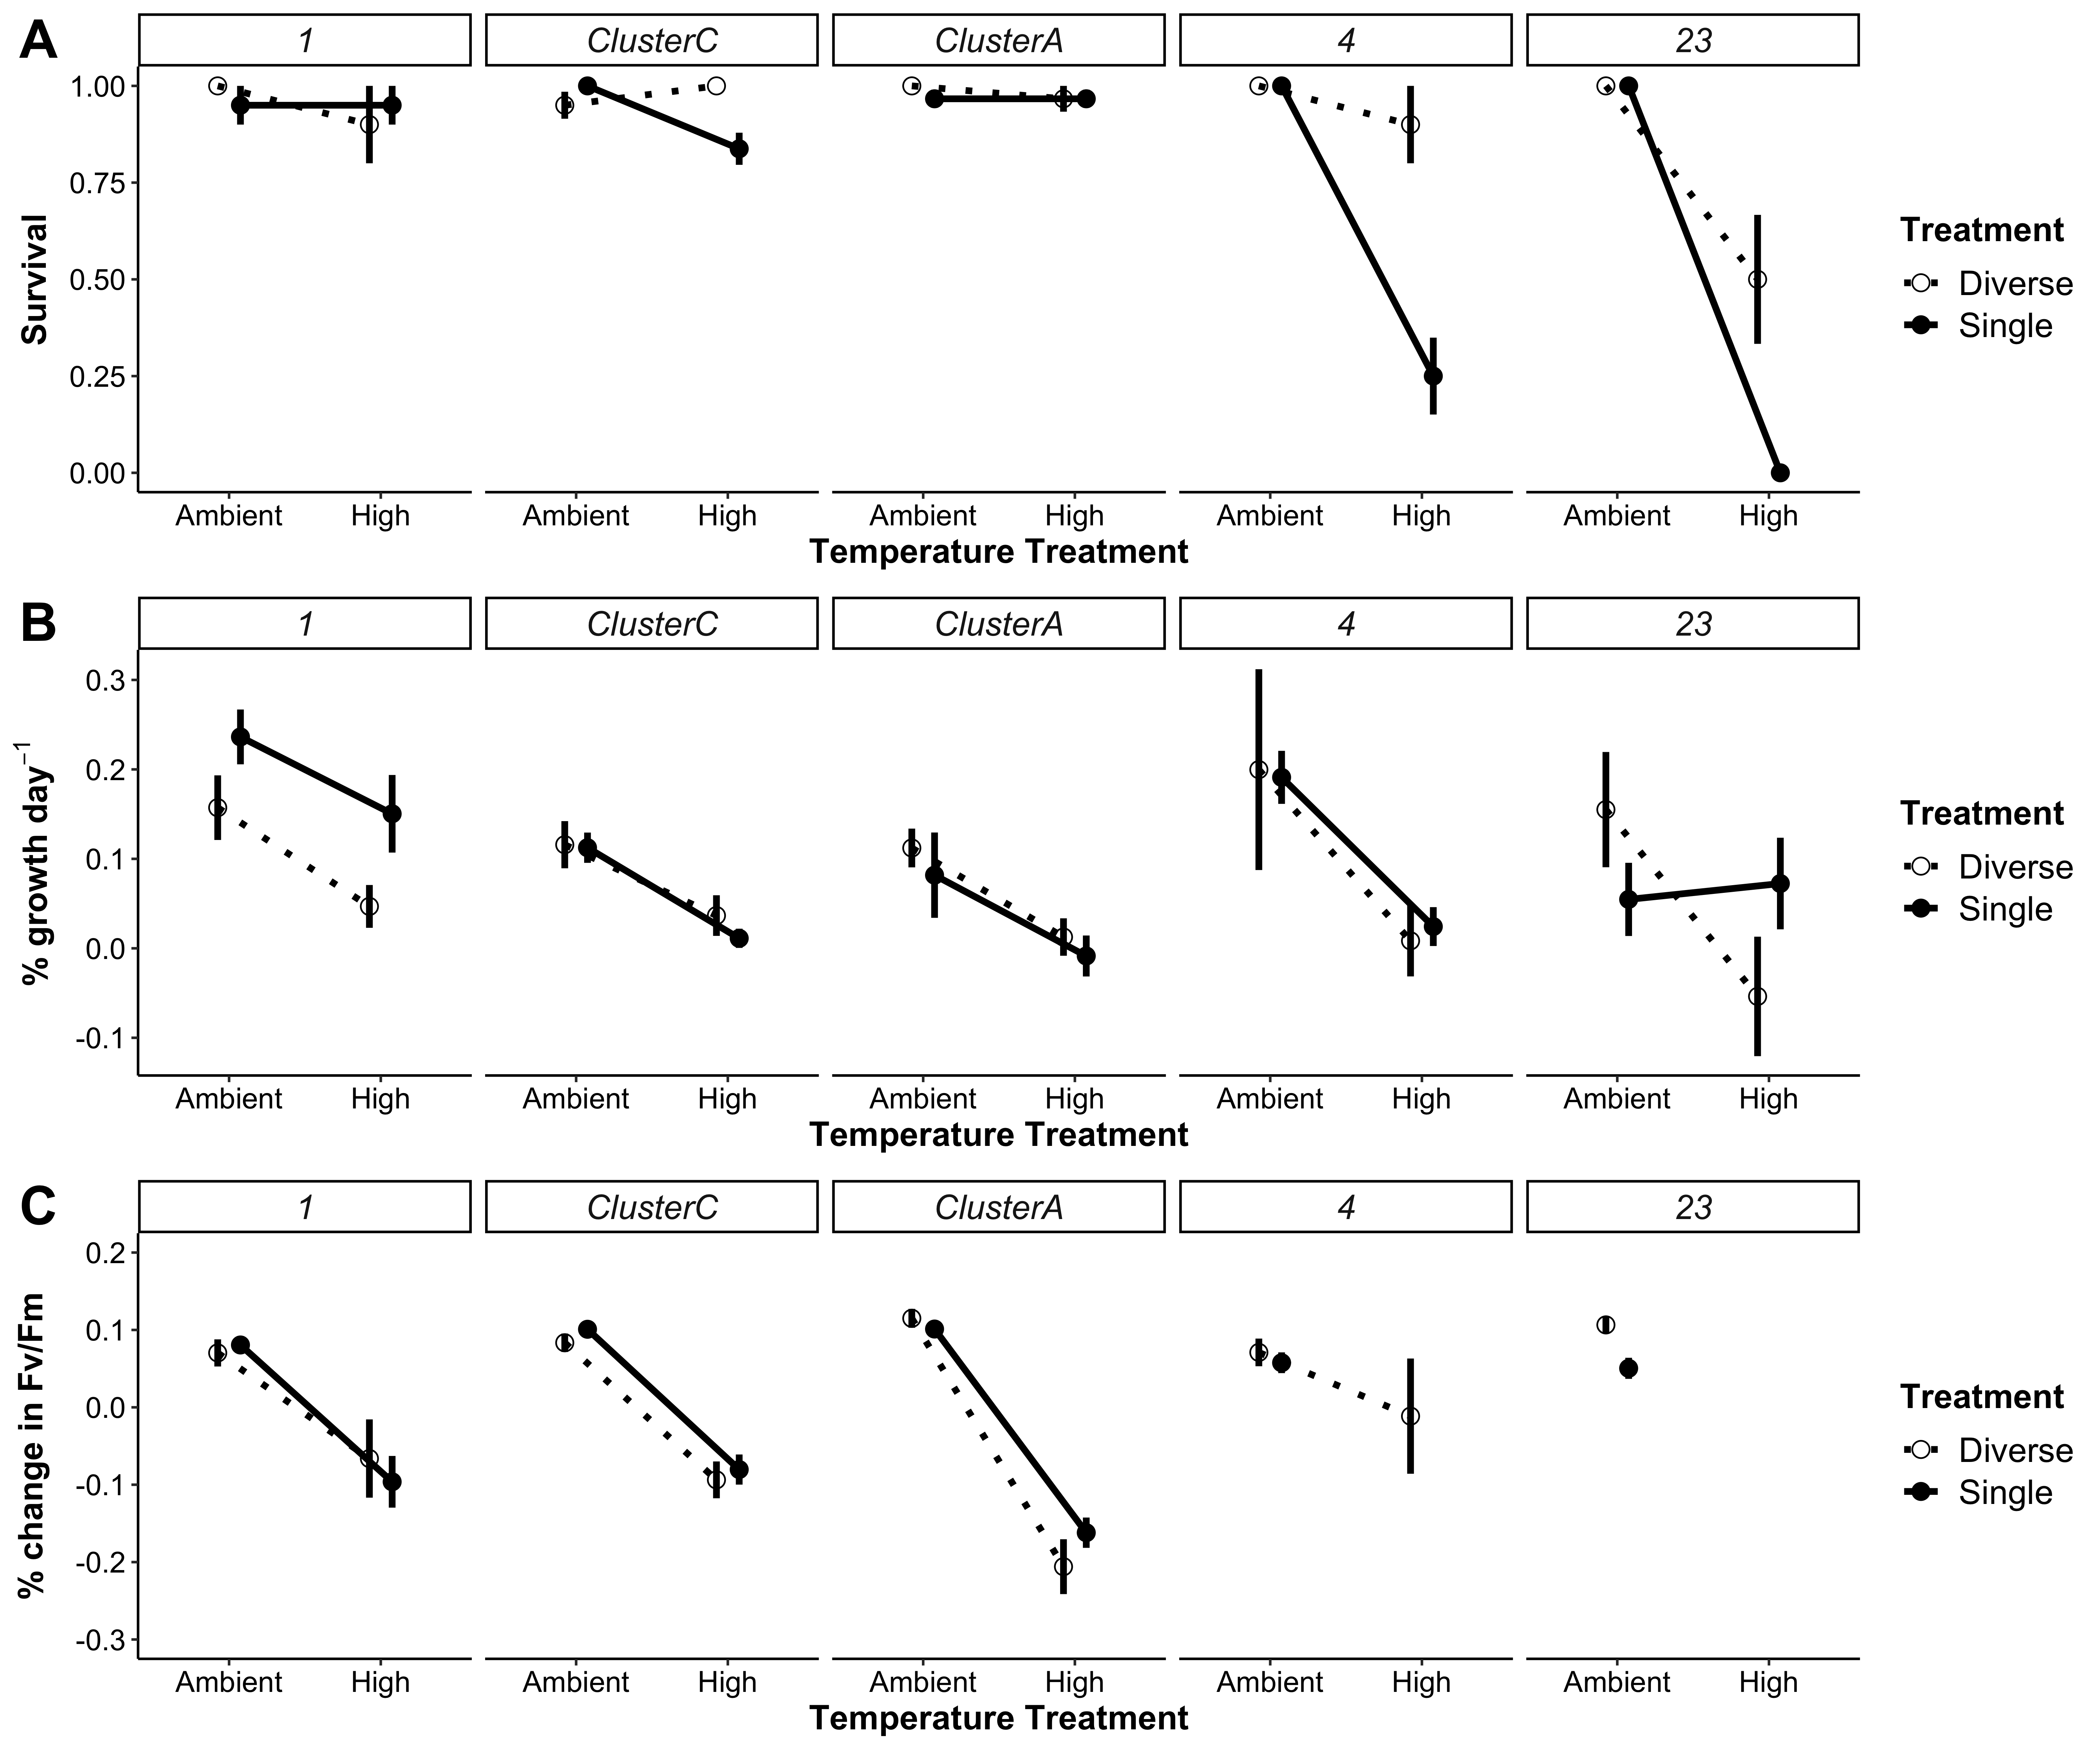 A
1 ClusterC ClusterA 4 23
1.00
0.75
0.50
0.25
0.00
Survival
Ambient High Ambient High Ambient High Ambient High Ambient High
Temperature Treatment
Treatment
Diverse
Single
B
1 ClusterC ClusterA 4 23
0.3
0.2
0.1
0.0
-0.1
% growth day⁻¹
Ambient High Ambient High Ambient High Ambient High Ambient High
Temperature Treatment
Treatment
Diverse
Single
C
1 ClusterC ClusterA 4 23
0.2
0.1
0.0
-0.1
-0.2
-0.3
% change in Fv/Fm
Ambient High Ambient High Ambient High Ambient High Ambient High
Temperature Treatment
Treatment
Diverse
Single